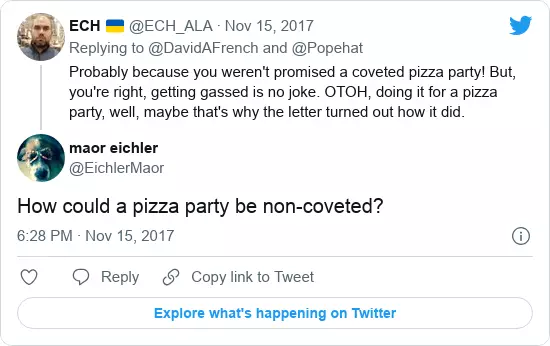 ECH 🇺🇦 @ECH_ALA · Nov 15, 2017
Replying to @DavidAFrench and @Popehat
Probably because you weren't promised a coveted pizza party! But,
you're right, getting gassed is no joke. OTOH, doing it for a pizza
party, well, maybe that's why the letter turned out how it did.
maor eichler
@EichlerMaor
How could a pizza party be non-coveted?
6:28 PM · Nov 15, 2017
Reply
Copy link to Tweet
Explore what's happening on Twitter